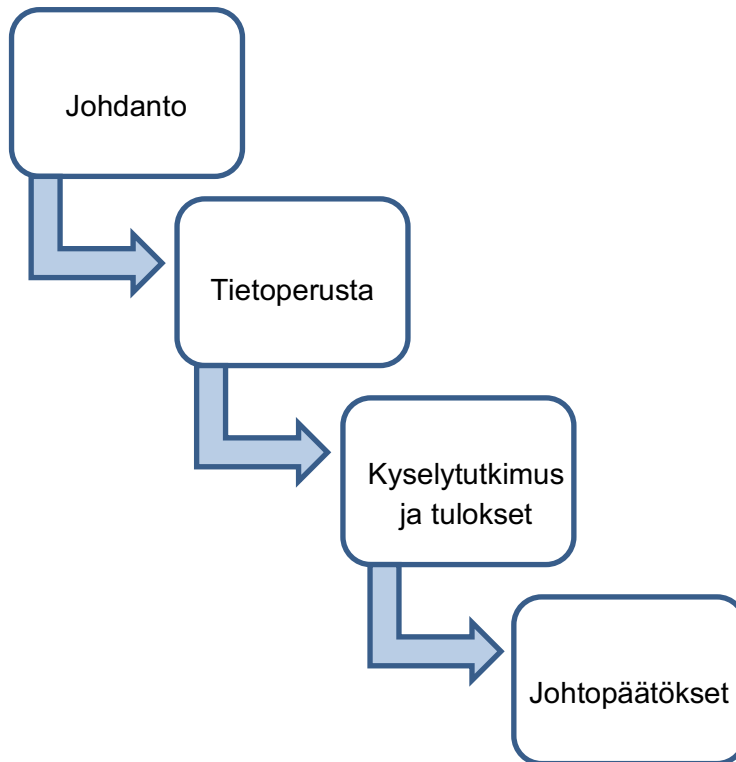 Johdanto
Tietoperusta
Kyselytutkimus
ja tulokset
Johtopäätökset